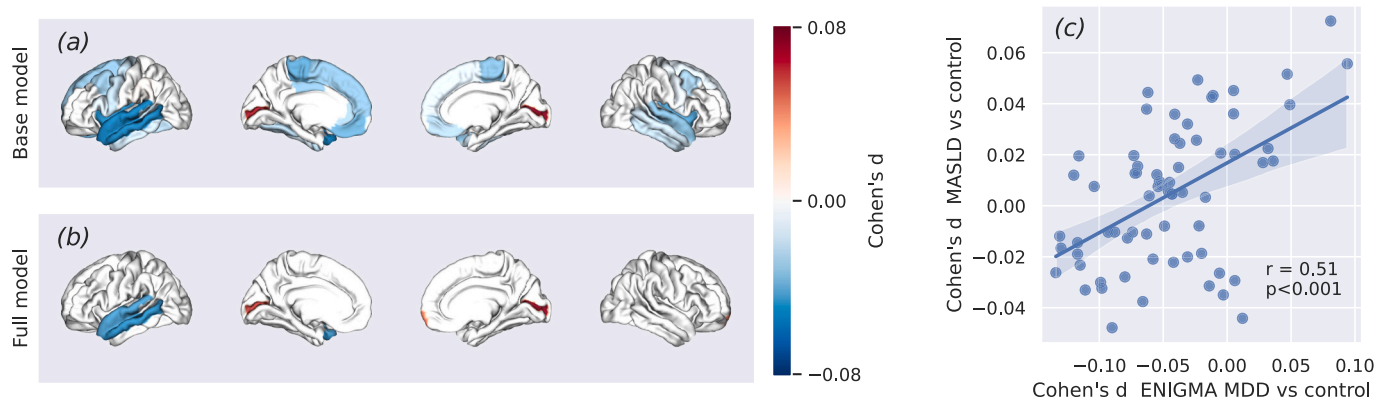 (a)
Base model
(b)
Full model
0.08
0.00
−0.08
Cohen's d
(c)
0.06
0.04
0.02
0.00
−0.02
−0.04
Cohen's d MASLD vs control
r = 0.51
p<0.001
−0.10
−0.05
0.00
0.05
0.10
Cohen's d ENIGMA MDD vs control